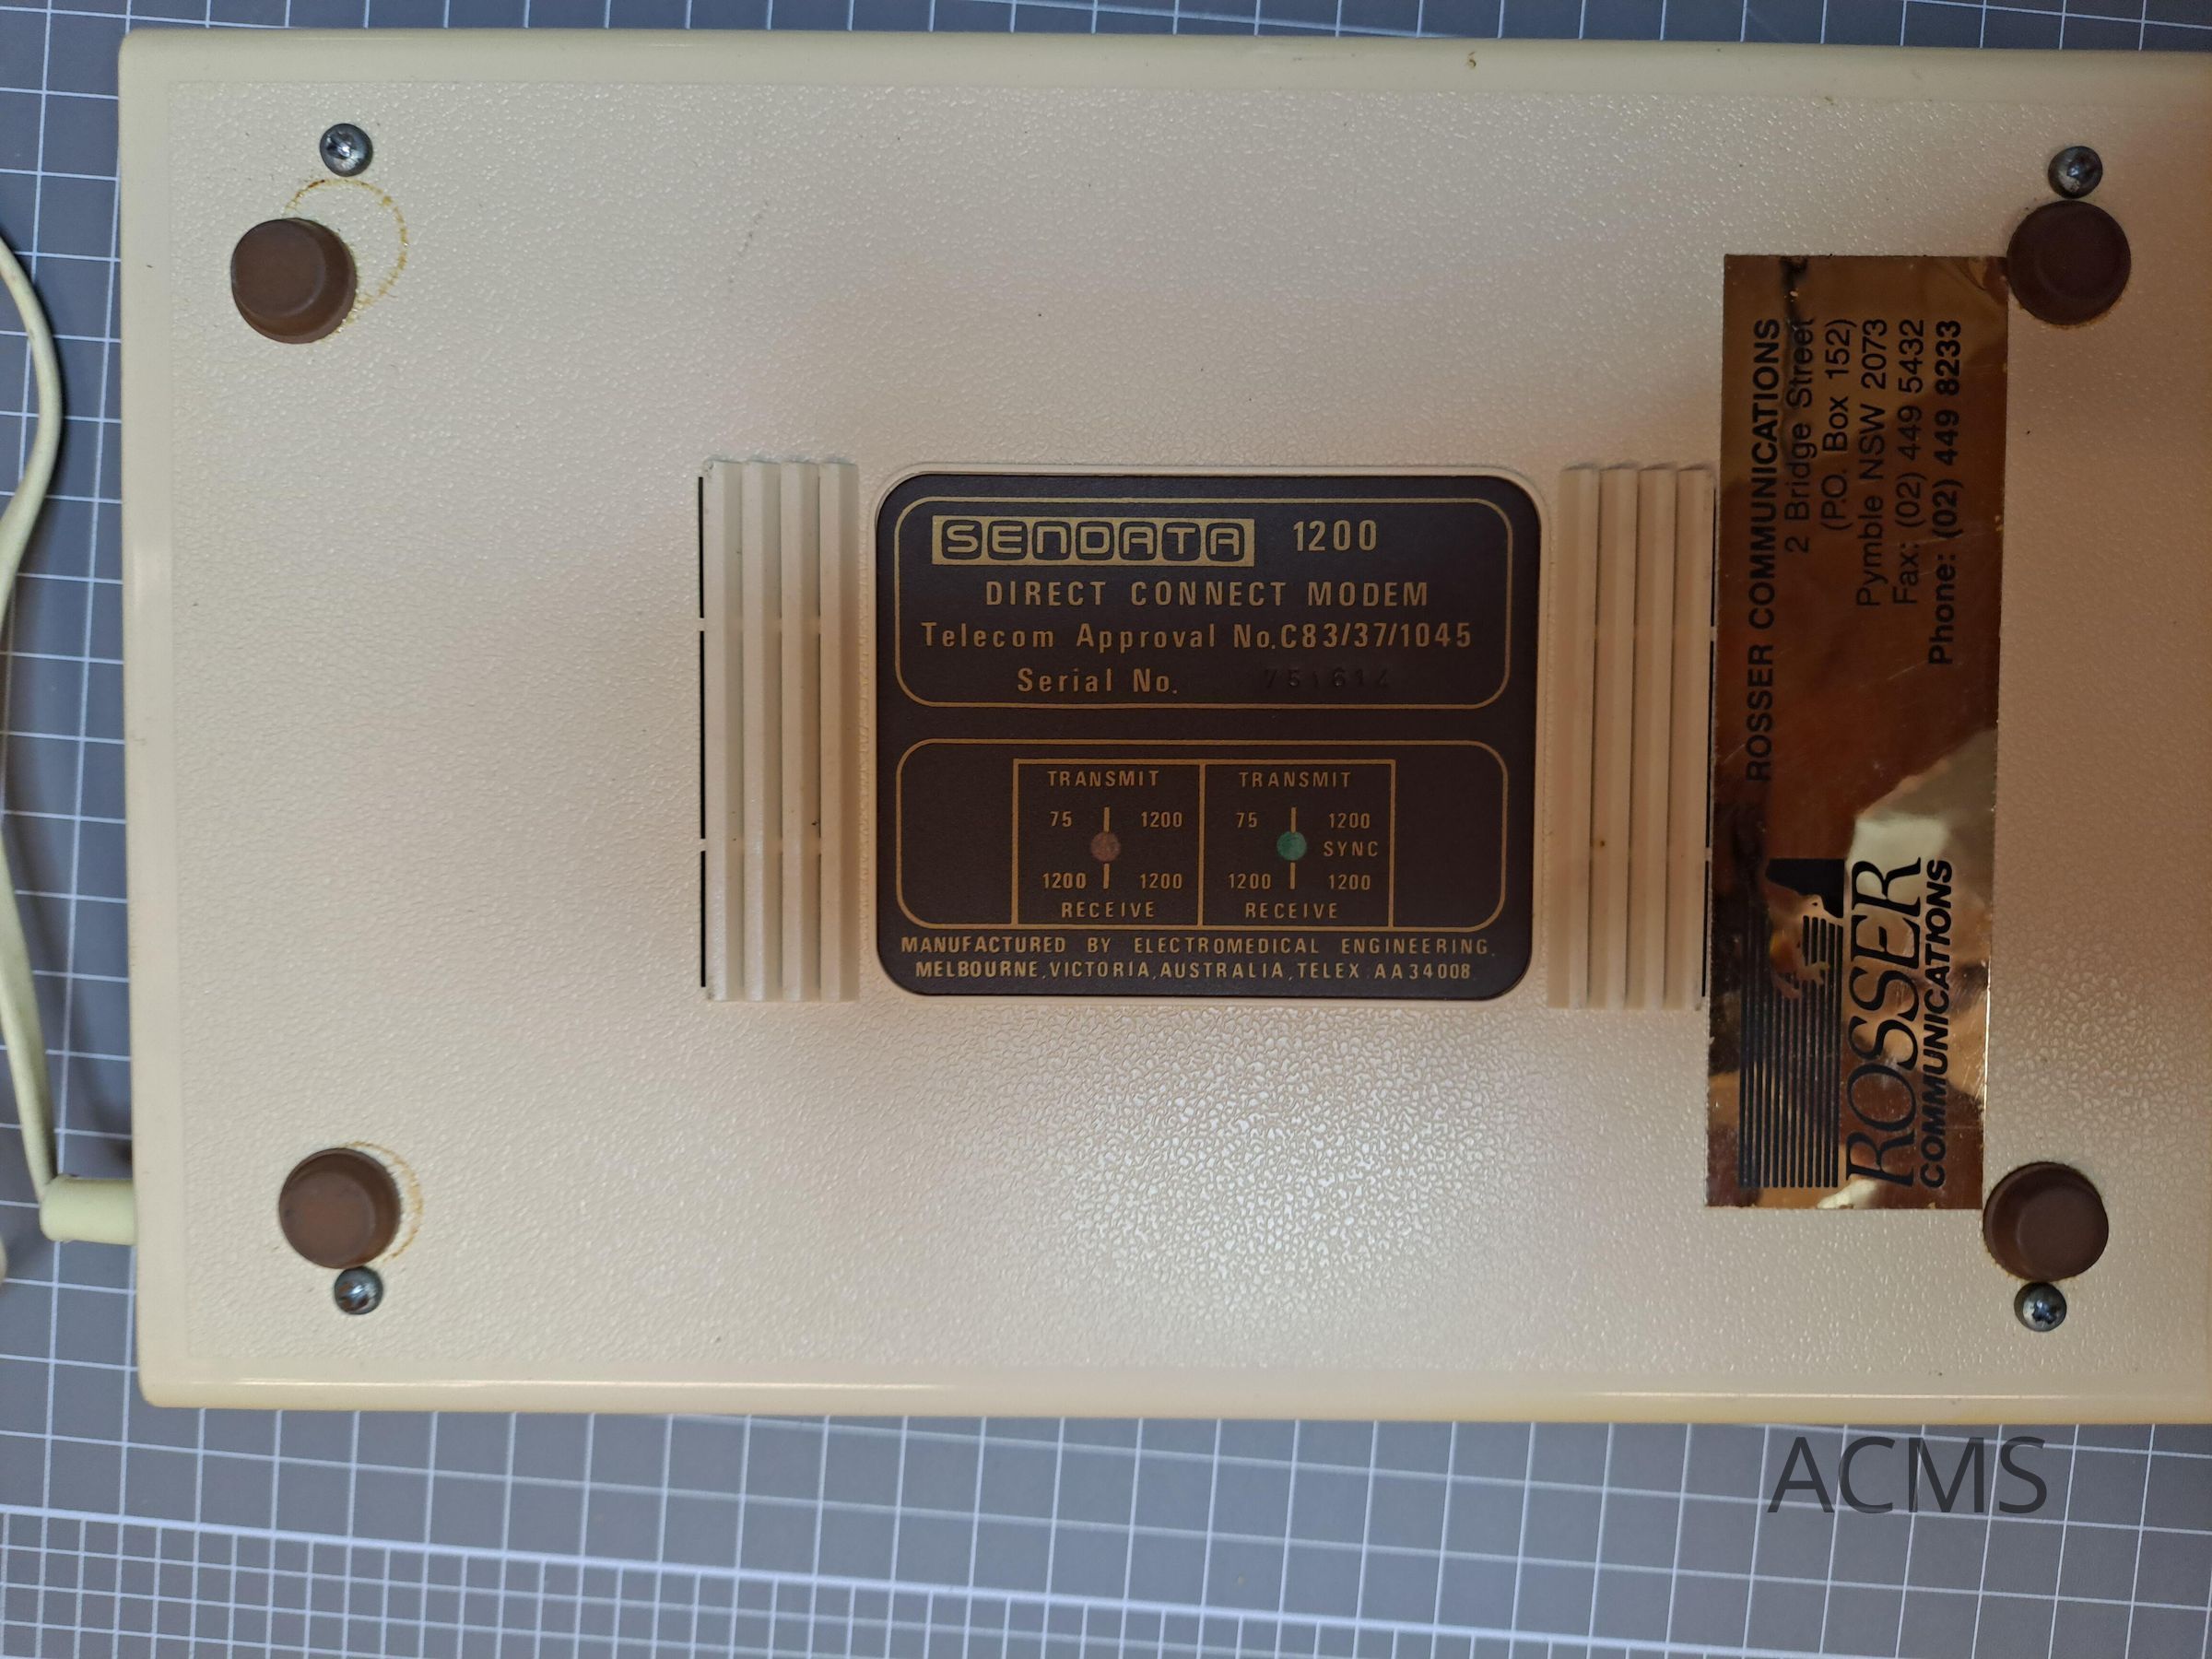 SENDATA 1200
DIRECT CONNECT MODEM
Telecom Approval No.C83/37/1045
Serial No.
TRANSMIT
75 1200
1200 1200
RECEIVE
TRANSMIT
75 1200
SYNC
1200 1200
RECEIVE
MANUFACTURED BY ELECTROMEDICAL ENGINEERING.
MELBOURNE,VICTORIA,AUSTRALIA,TELEX AA34008
ROSSER COMMUNICATIONS
2 Bridge Street
(P.O. Box 152)
Pymble NSW 2073
Fax: (02) 449 5432
Phone: (02) 449 8233
ROSSER
COMMUNICATIONS
ACMS